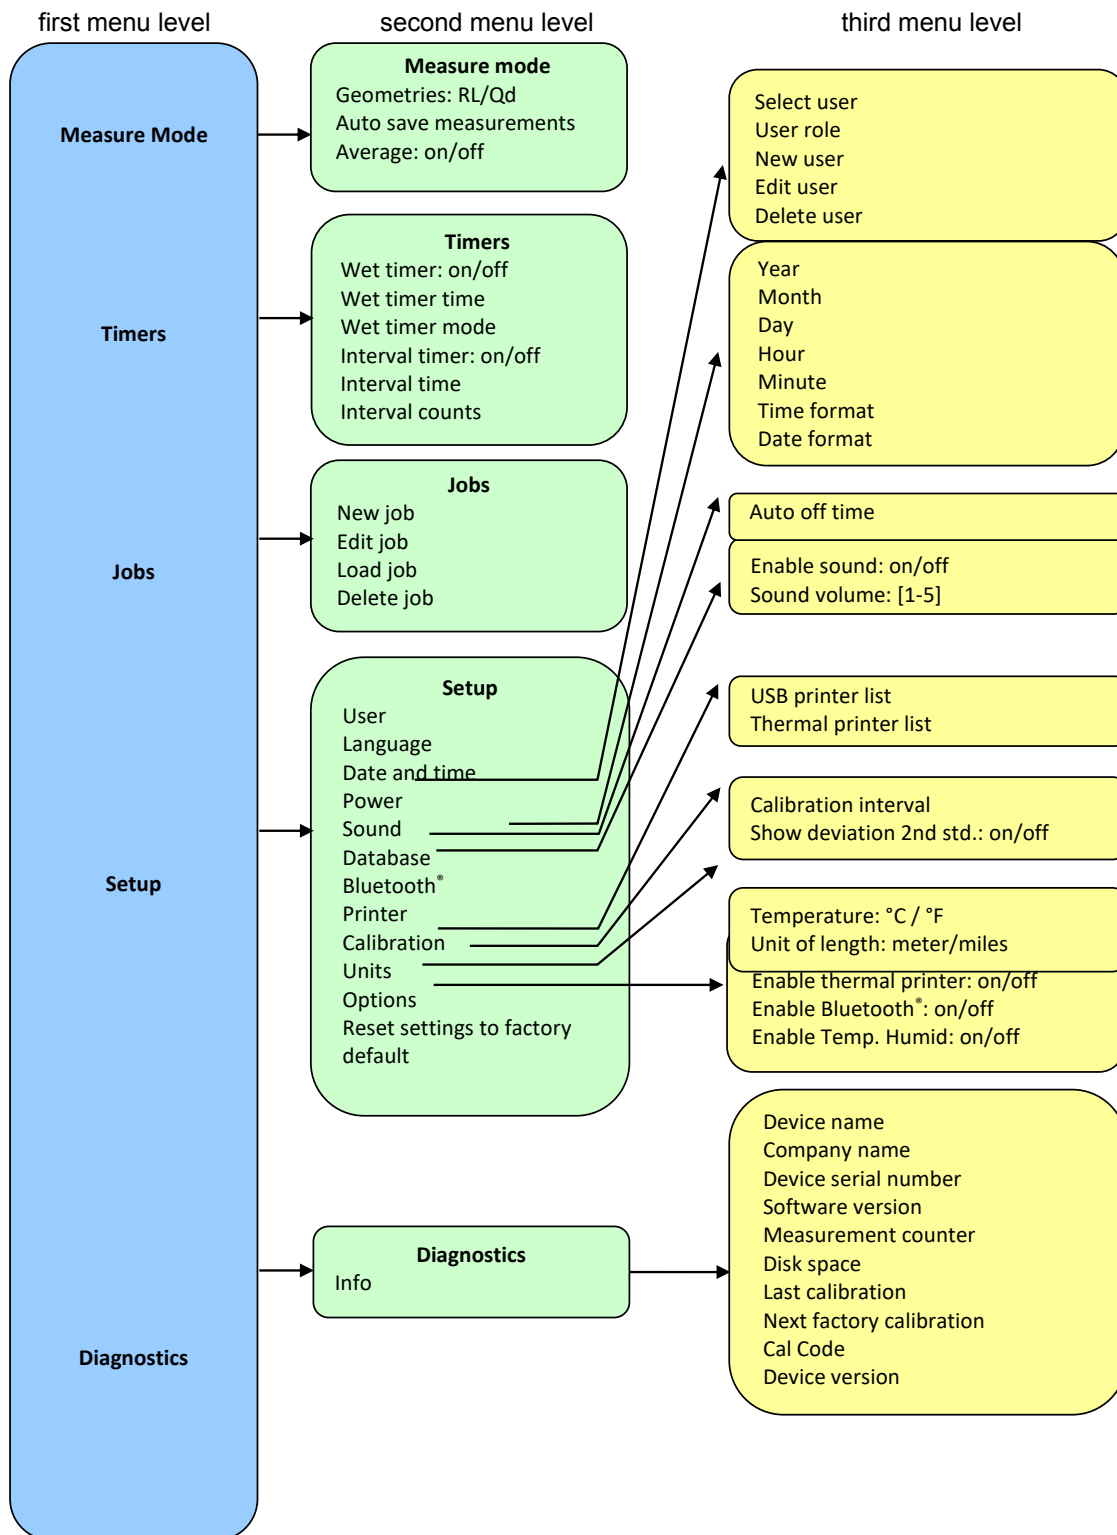 first menu level
second menu level
third menu level
Measure Mode
Timers
Jobs
Setup
Diagnostics
Measure mode
Geometries: RL/Qd
Auto save measurements
Average: on/off
Timers
Wet timer: on/off
Wet timer time
Wet timer mode
Interval timer: on/off
Interval time
Interval counts
Jobs
New job
Edit job
Load job
Delete job
Setup
User
Language
Date and time
Power
Sound
Database
Bluetooth®
Printer
Calibration
Units
Options
Reset settings to factory
default
Diagnostics
Info
Select user
User role
New user
Edit user
Delete user
Year
Month
Day
Hour
Minute
Time format
Date format
Auto off time
Enable sound: on/off
Sound volume: [1-5]
USB printer list
Thermal printer list
Calibration interval
Show deviation 2nd std.: on/off
Temperature: °C / °F
Unit of length: meter/miles
Enable thermal printer: on/off
Enable Bluetooth®: on/off
Enable Temp. Humid: on/off
Device name
Company name
Device serial number
Software version
Measurement counter
Disk space
Last calibration
Next factory calibration
Cal Code
Device version